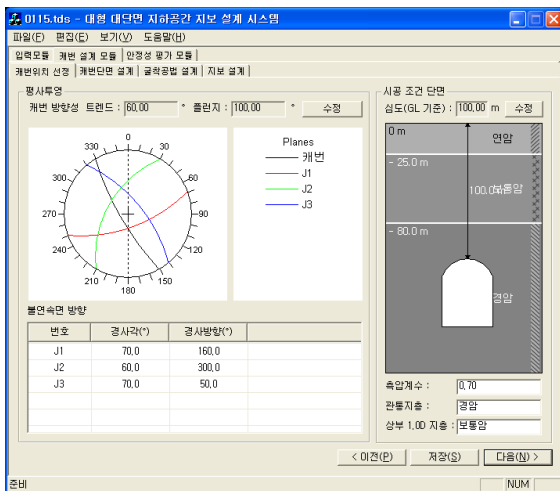 0115.tds - 대형 대단면 지하공간 지보 설계 시스템
파일(F) 편집(E) 보기(V) 도움말(H)
입력모듈 캐번 설계 모듈 안정성 평가 모듈
캐번위치 선정 캐번단면 설계 굴착공법 설계 지보 설계
평사투영
캐번 방향성 트렌드 : 60,00 ° 플런지 : 100,00 ° 수정
0
30
60
90
120
150
180
210
240
270
300
330
Planes
캐번
J1
J2
J3
불연속면 방향
번호 경사각(°) 경사방향(°)
J1 70,0 160,0
J2 60,0 300,0
J3 70,0 50,0
시공 조건 단면
심도(GL 기준) : 100,00 m 수정
0 m 연암
- 25.0 m
100.0m 보통암
- 80.0 m
경암
측압계수 : 0,70
관통지층 : 경암
상부 1,0D 지층 : 보통암
< 이전(P) 저장(S) 다음(N) >
준비 NUM